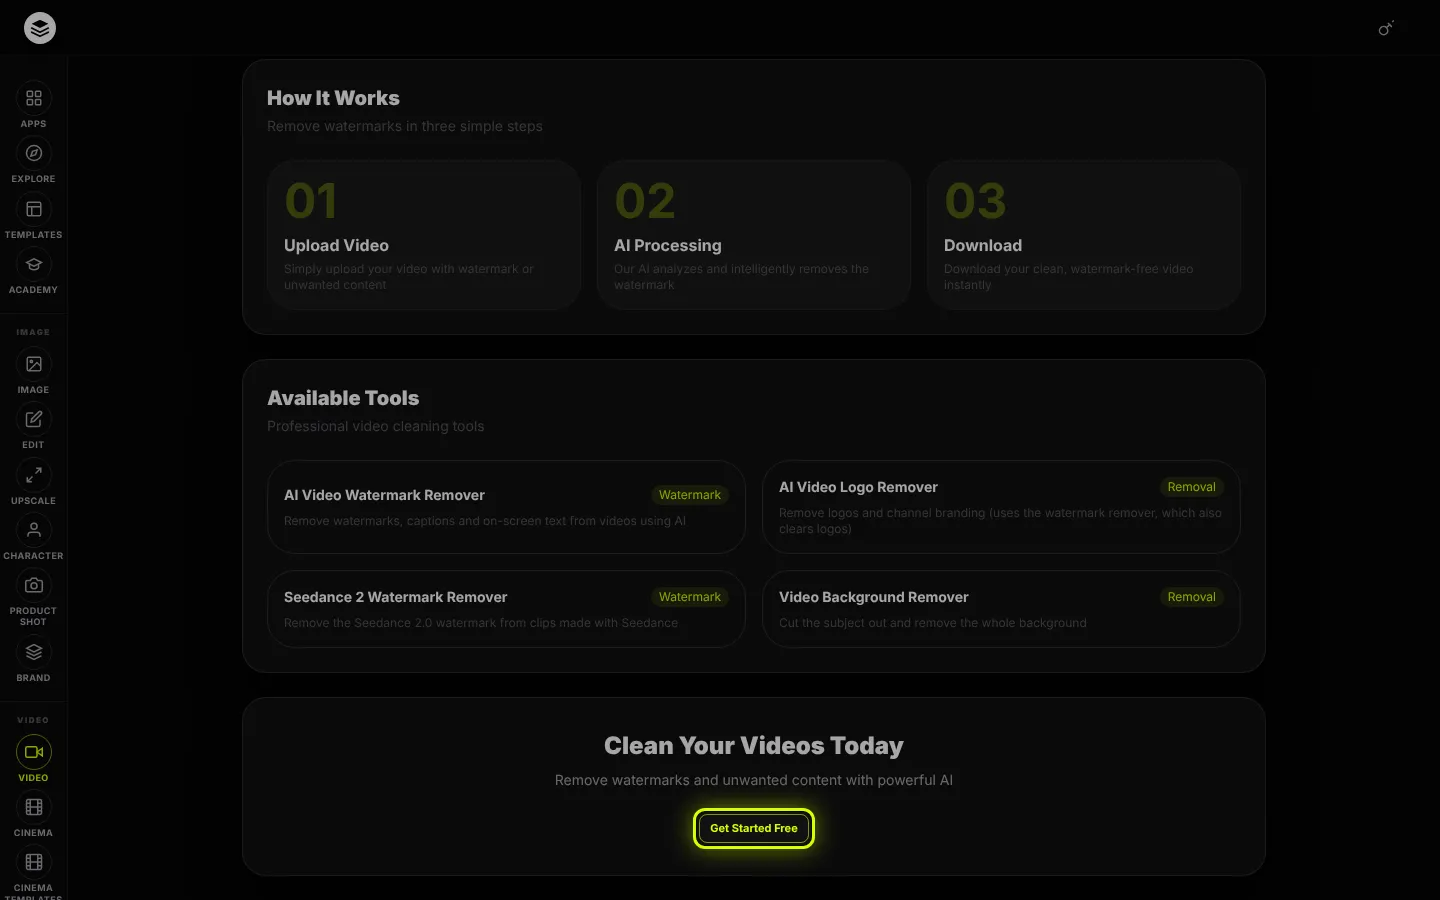 APPS
EXPLORE
TEMPLATES
ACADEMY
IMAGE
IMAGE
EDIT
UPSCALE
CHARACTER
PRODUCT
SHOT
BRAND
VIDEO
VIDEO
CINEMA
CINEMA
TEMPLATES
How It Works
Remove watermarks in three simple steps
01
Upload Video
Simply upload your video with watermark or
unwanted content
02
AI Processing
Our AI analyzes and intelligently removes the
watermark
03
Download
Download your clean, watermark-free video
instantly
Available Tools
Professional video cleaning tools
AI Video Watermark Remover
Watermark
Remove watermarks, captions and on-screen text from videos using AI
AI Video Logo Remover
Removal
Remove logos and channel branding (uses the watermark remover, which also
clears logos)
Seedance 2 Watermark Remover
Watermark
Remove the Seedance 2.0 watermark from clips made with Seedance
Video Background Remover
Removal
Cut the subject out and remove the whole background
Clean Your Videos Today
Remove watermarks and unwanted content with powerful AI
Get Started Free